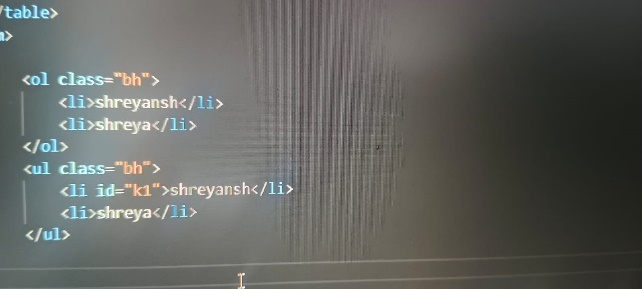 /table>
>
<ol class="bh">
<li>shreyansh</li>
<li>shreya</li>
</ol>
<ul class="bh">
<li id="k1">shreyansh</li>
<li>shreya</li>
</ul>